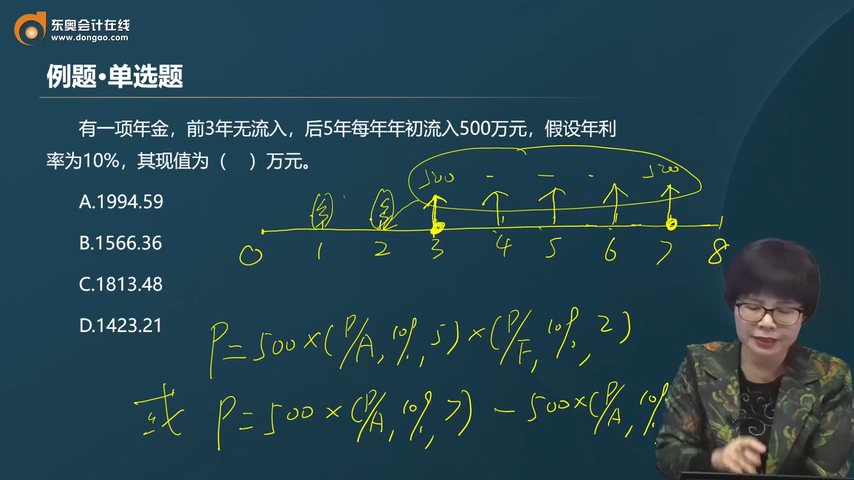 东奥会计在线
www.dongao.com
例题·单选题
有一项年金，前3年无流入，后5年每年年初流入500万元，假设年利
率为10%，其现值为（　）万元。
A.1994.59
B.1566.36
C.1813.48
D.1423.21
500 - - · 500
0 1 2 3 4 5 6 7 8
P=500×(P/A,10%,5)×(P/F,10%,2)
或 P=500×(P/A,10%,7)-500×(P/A,10%